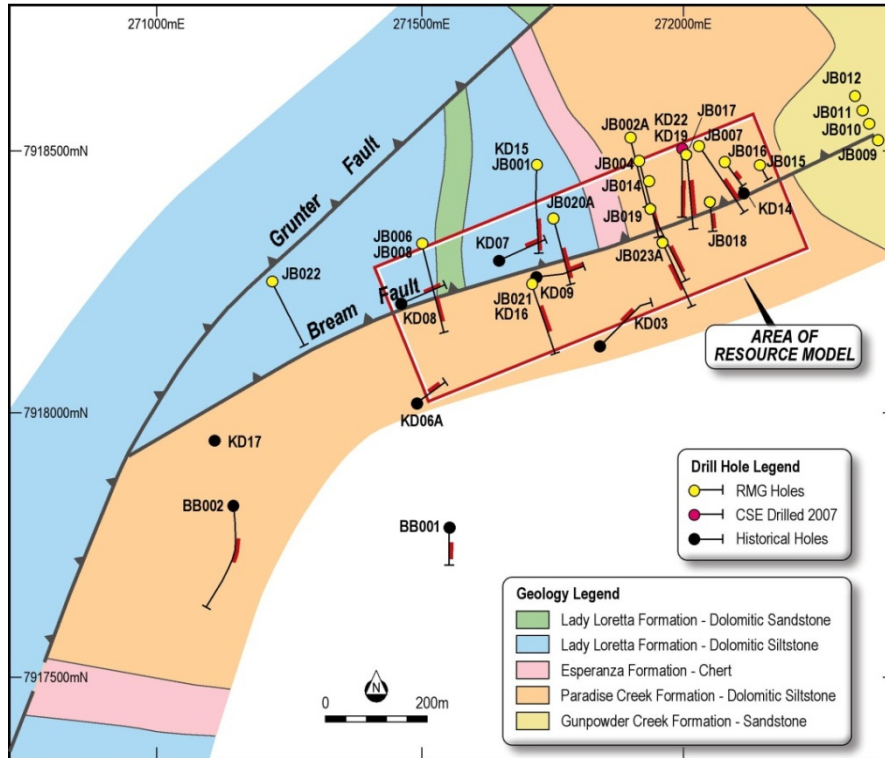 271000mE
271500mE
272000mE
7918500mN
7918000mN
7917500mN
JB012
JB011
JB010
JB009
JB017
KD22
KD19
JB007
JB002A
JB004
JB016
JB015
JB014
KD14
JB019
JB018
JB023A
KD15
JB001
JB020A
KD07
JB006
JB008
JB022
KD08
JB021
KD16
KD09
KD03
KD06A
KD17
BB002
BB001
Grunter Fault
Bream Fault
AREA OF
RESOURCE MODEL
Drill Hole Legend
RMG Holes
CSE Drilled 2007
Historical Holes
Geology Legend
Lady Loretta Formation - Dolomitic Sandstone
Lady Loretta Formation - Dolomitic Siltstone
Esperanza Formation - Chert
Paradise Creek Formation - Dolomitic Siltstone
Gunpowder Creek Formation - Sandstone
N
0 200m